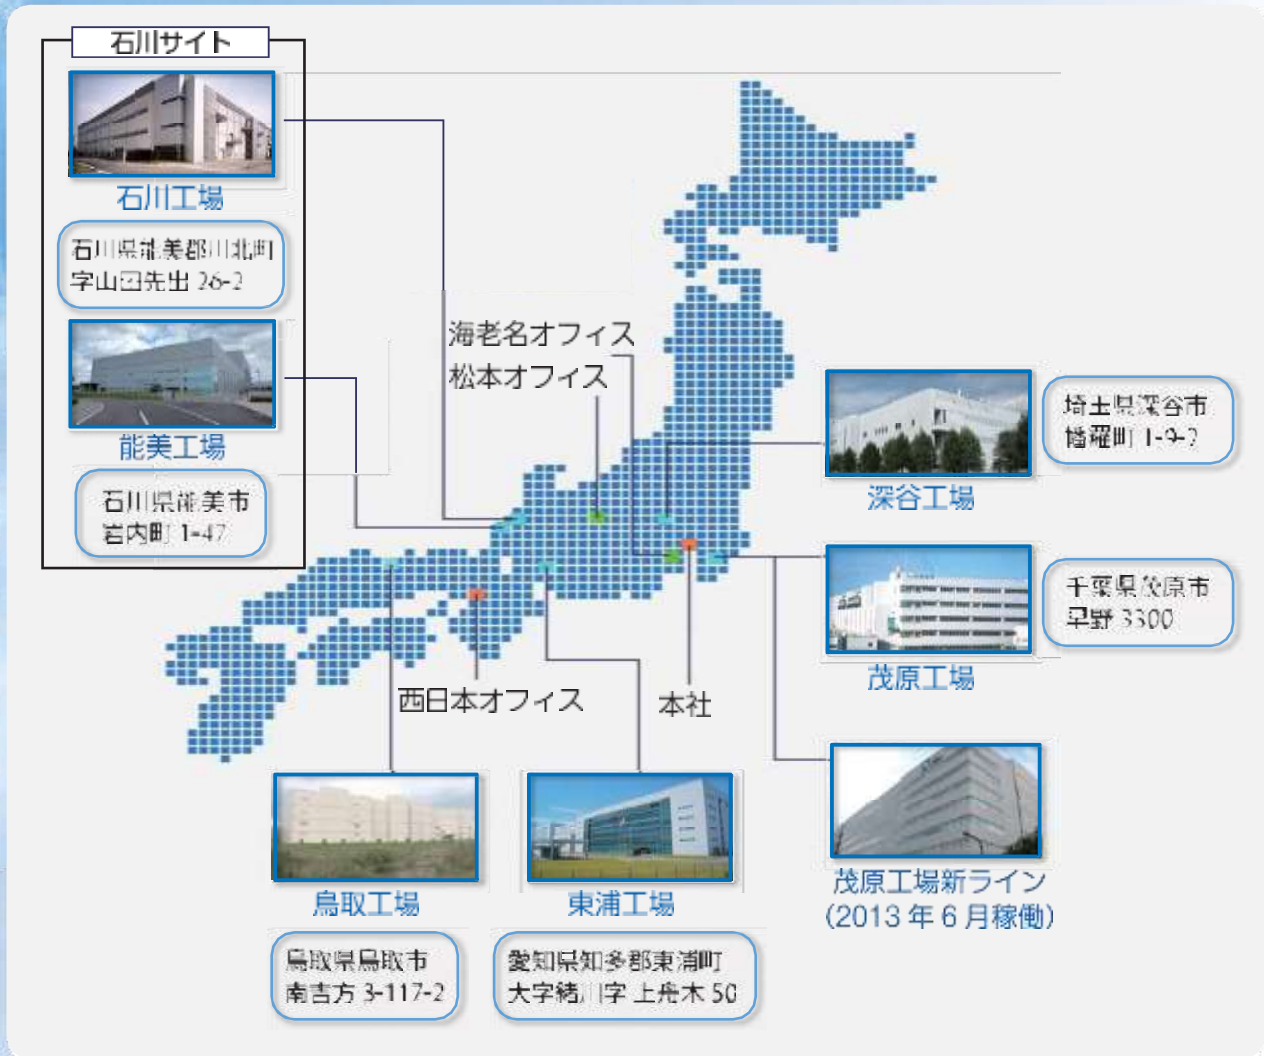 石川サイト
石川工場
石川県能美郡川北町
字山田先出 26-2
能美工場
石川県能美市
岩内町 1-47
海老名オフィス
松本オフィス
埼玉県深谷市
幡羅町 1-9-2
深谷工場
千葉県茂原市
早野 3300
茂原工場
西日本オフィス
本社
茂原工場新ライン
(2013 年 6 月稼働)
鳥取工場
鳥取県鳥取市
南吉方 3-117-2
東浦工場
愛知県知多郡東浦町
大字緒川字 上舟木 50